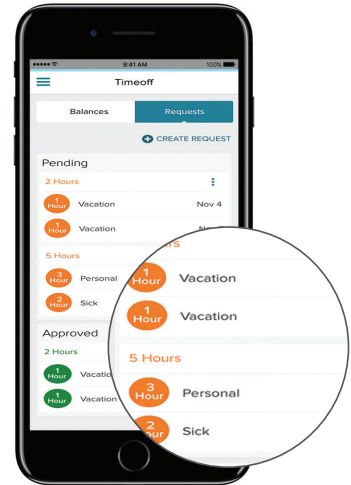 9:41 AM 100%
Timeoff
Balances Requests
CREATE REQUEST
Pending
2 Hours
1 Hour Vacation Nov 4
1 Hour Vacation
5 Hours
3 Hour Personal
2 Hour Sick
Approved
2 Hours
1 Hour
1 Hour
1 Hour Vacation
1 Hour Vacation
5 Hours
3 Hour Personal
2 Hour Sick